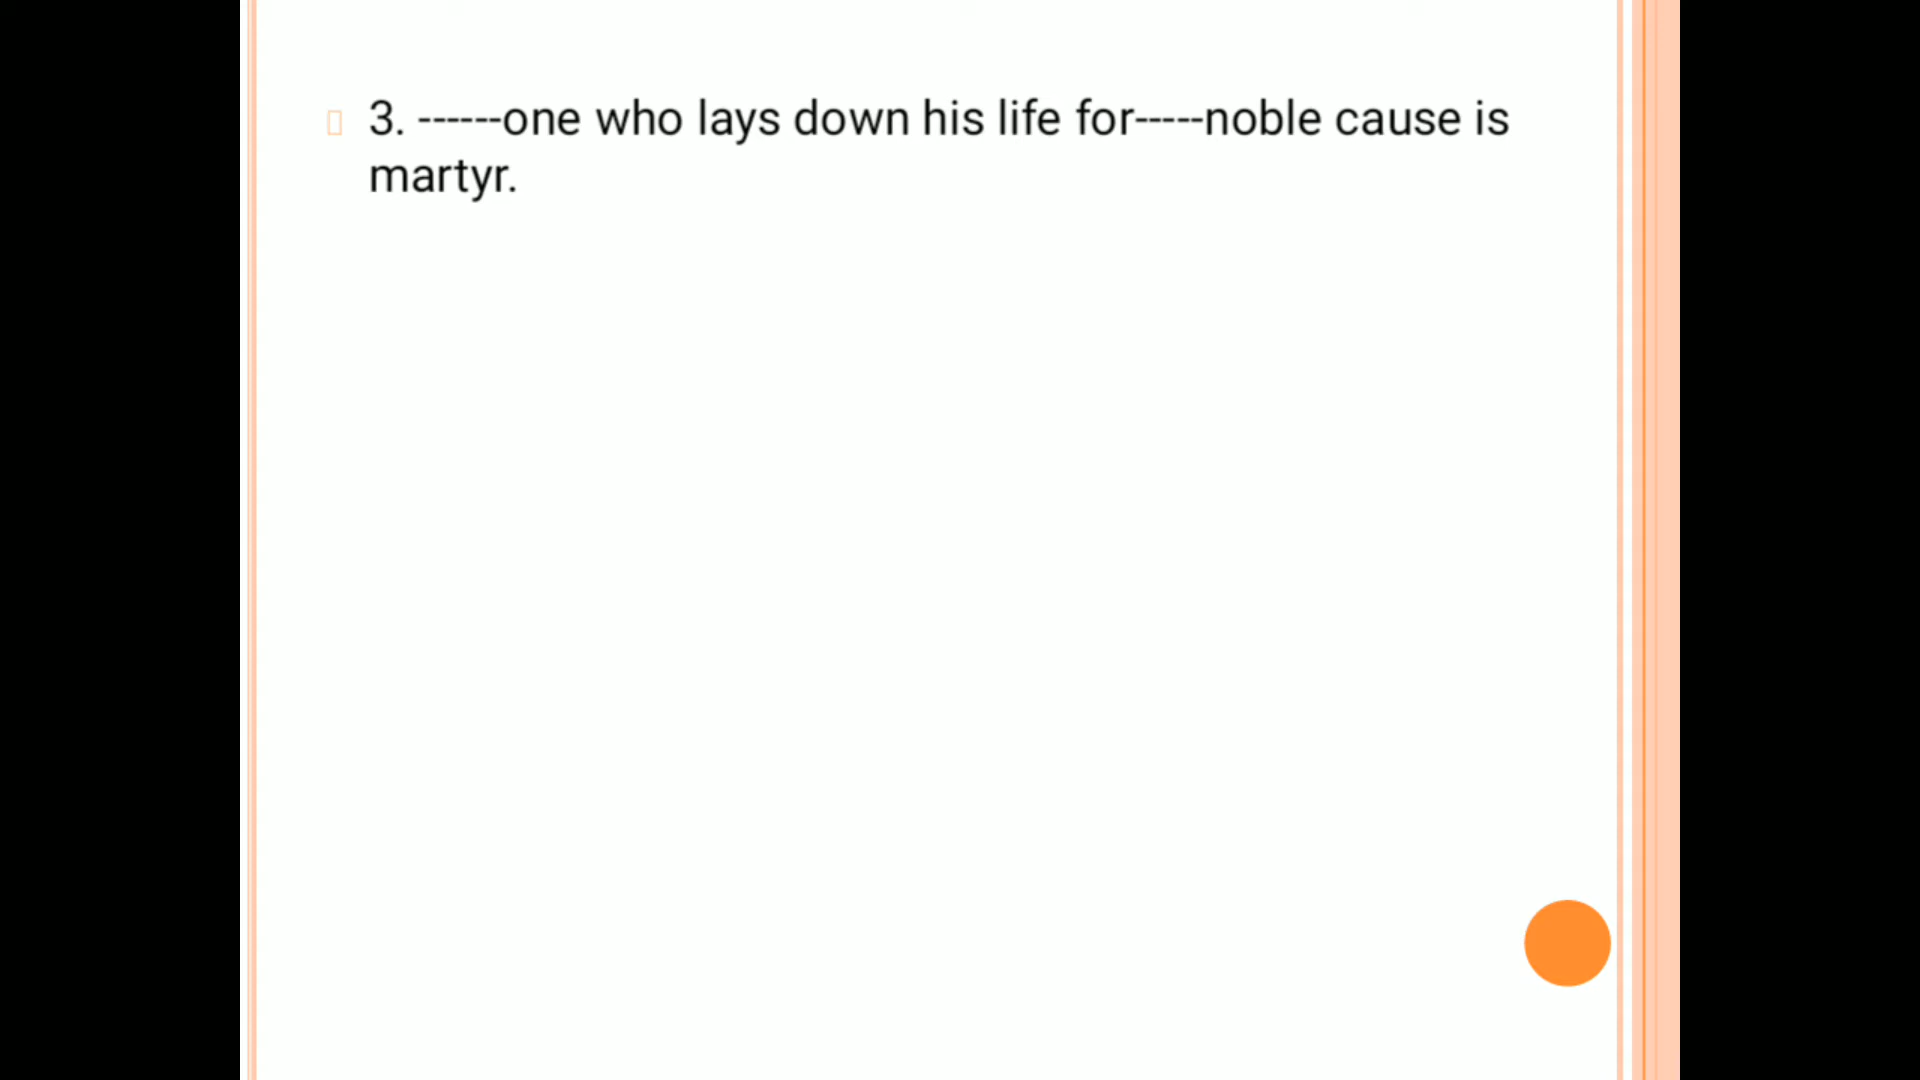 3. ------one who lays down his life for-----noble cause is
martyr.